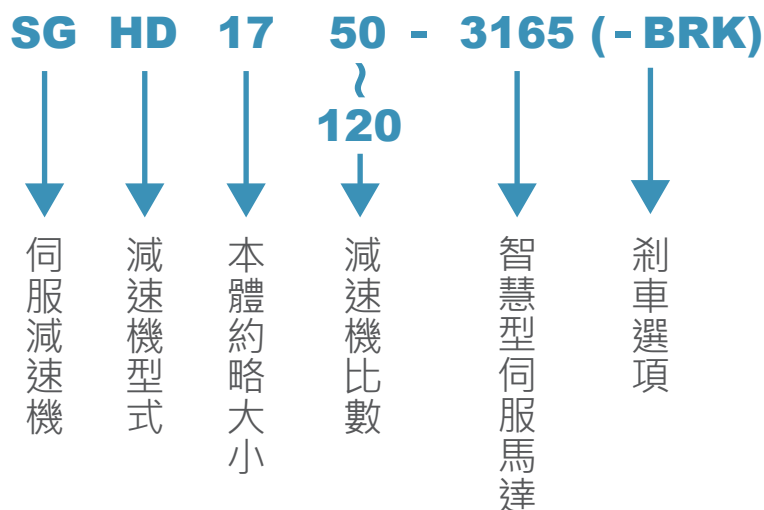 SG HD 17 50 - 3165 (- BRK)
~
120
伺服減速機
減速機型式
本體約略大小
減速機比數
智慧型伺服馬達
剎車選項